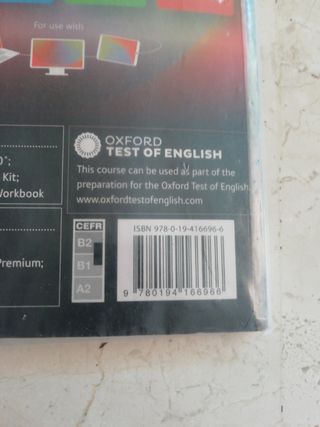 For use with
0+;
Kit;
Workbook
Premium;
OXFORD
TEST OF ENGLISH
This course can be used as part of the
preparation for the Oxford Test of English.
www.oxfordtestofenglish.com
CEFR
B2
B1
A2
ISBN 978-0-19-416696-6
9 780194 166966